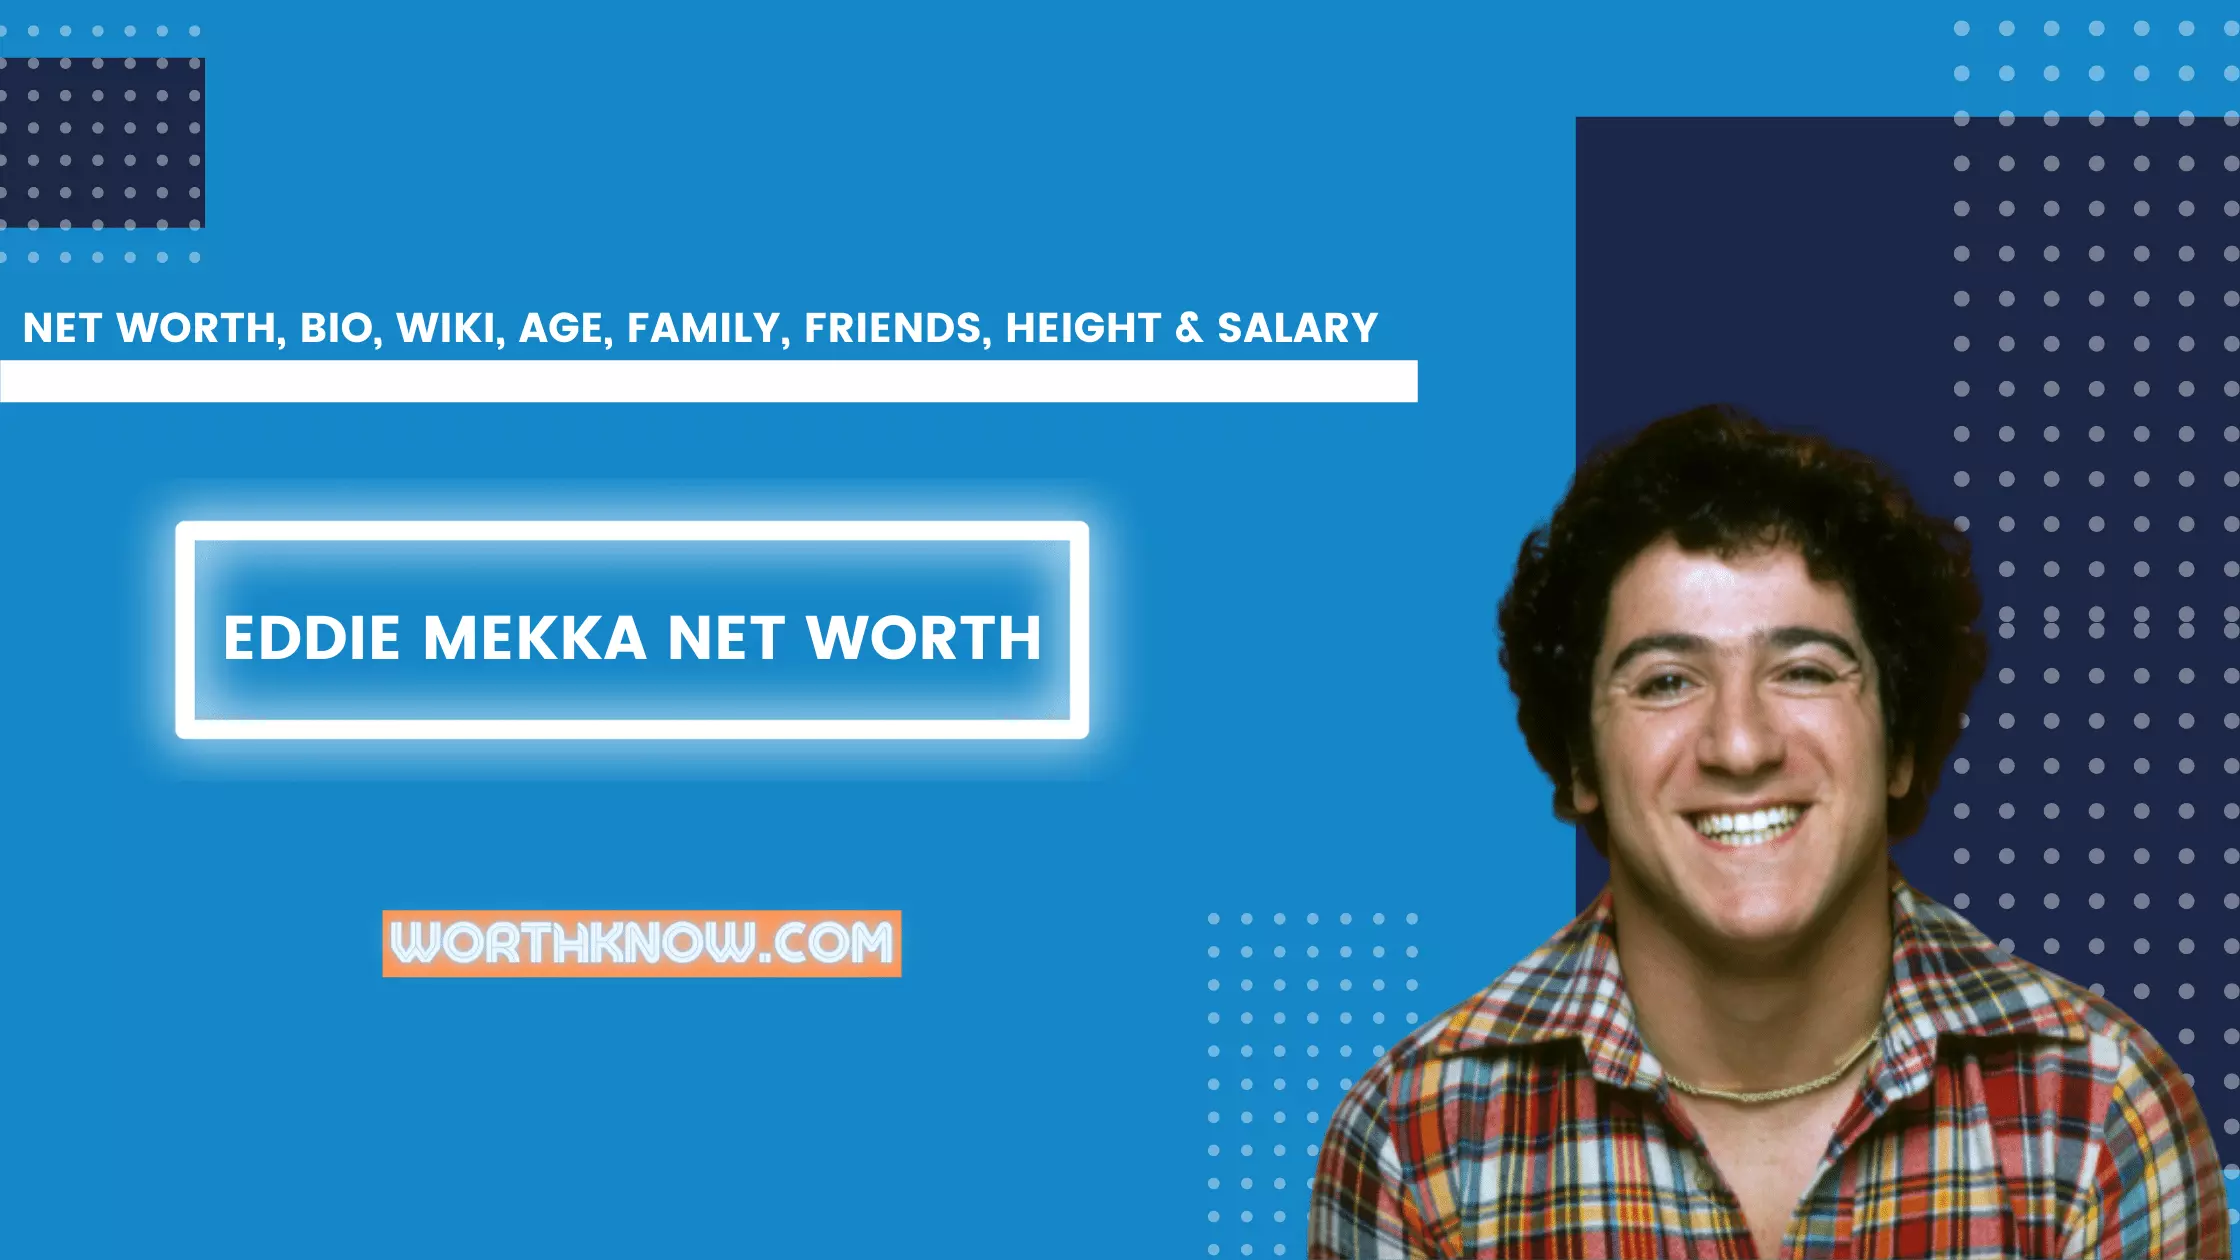 NET WORTH, BIO, WIKI, AGE, FAMILY, FRIENDS, HEIGHT & SALARY
EDDIE MEKKA NET WORTH
WORTHKNOW.COM